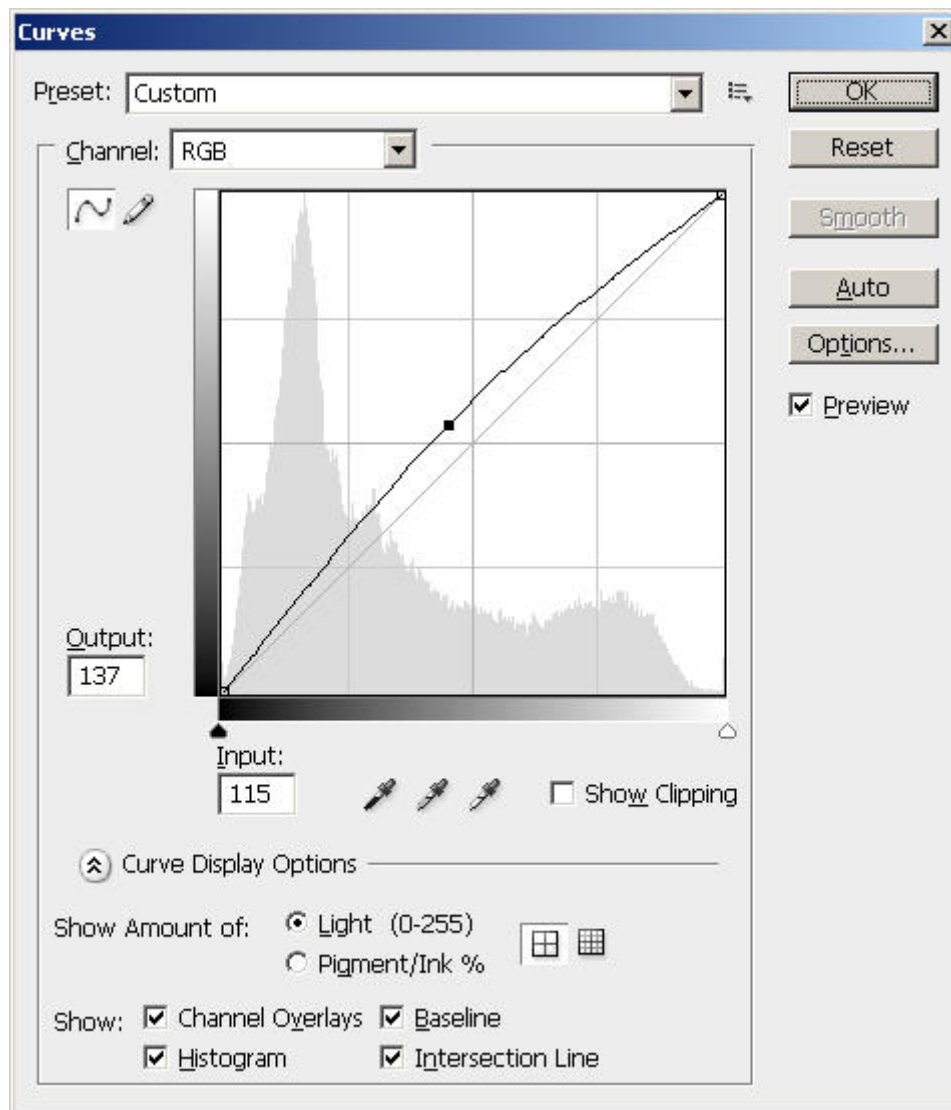 Curves
Preset: Custom
OK
Channel: RGB
Reset
Smooth
Auto
Options...
Preview
Output:
137
Input:
115
Show Clipping
Curve Display Options
Show Amount of: Light (0-255)
Pigment/Ink %
Show: Channel Overlays Baseline
Histogram Intersection Line